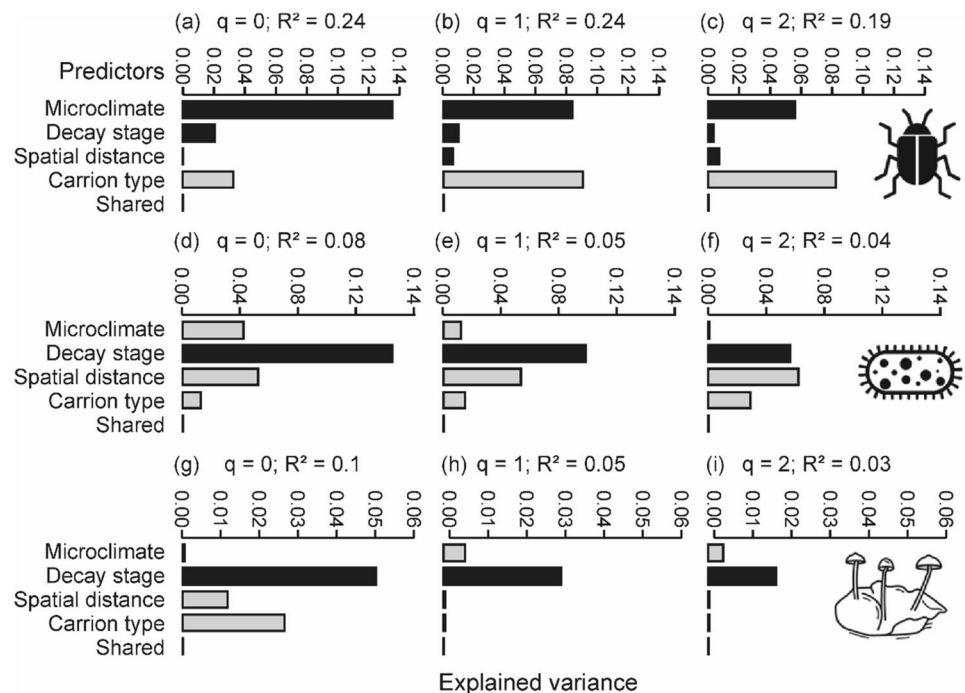 (a) q = 0; R² = 0.24 (b) q = 1; R² = 0.24 (c) q = 2; R² = 0.19
0.00 0.02 0.04 0.06 0.08 0.10 0.12 0.14 0.00 0.02 0.04 0.06 0.08 0.10 0.12 0.14 0.00 0.02 0.04 0.06 0.08 0.10 0.12 0.14
Predictors
Microclimate
Decay stage
Spatial distance
Carrion type
Shared
(d) q = 0; R² = 0.08 (e) q = 1; R² = 0.05 (f) q = 2; R² = 0.04
0.00 0.04 0.08 0.12 0.14 0.00 0.04 0.08 0.12 0.14 0.00 0.04 0.08 0.12 0.14
Microclimate
Decay stage
Spatial distance
Carrion type
Shared
(g) q = 0; R² = 0.1 (h) q = 1; R² = 0.05 (i) q = 2; R² = 0.03
0.00 0.01 0.03 0.04 0.05 0.06 0.00 0.01 0.03 0.04 0.05 0.06 0.00 0.01 0.03 0.04 0.05 0.06
Microclimate
Decay stage
Spatial distance
Carrion type
Shared
Explained variance